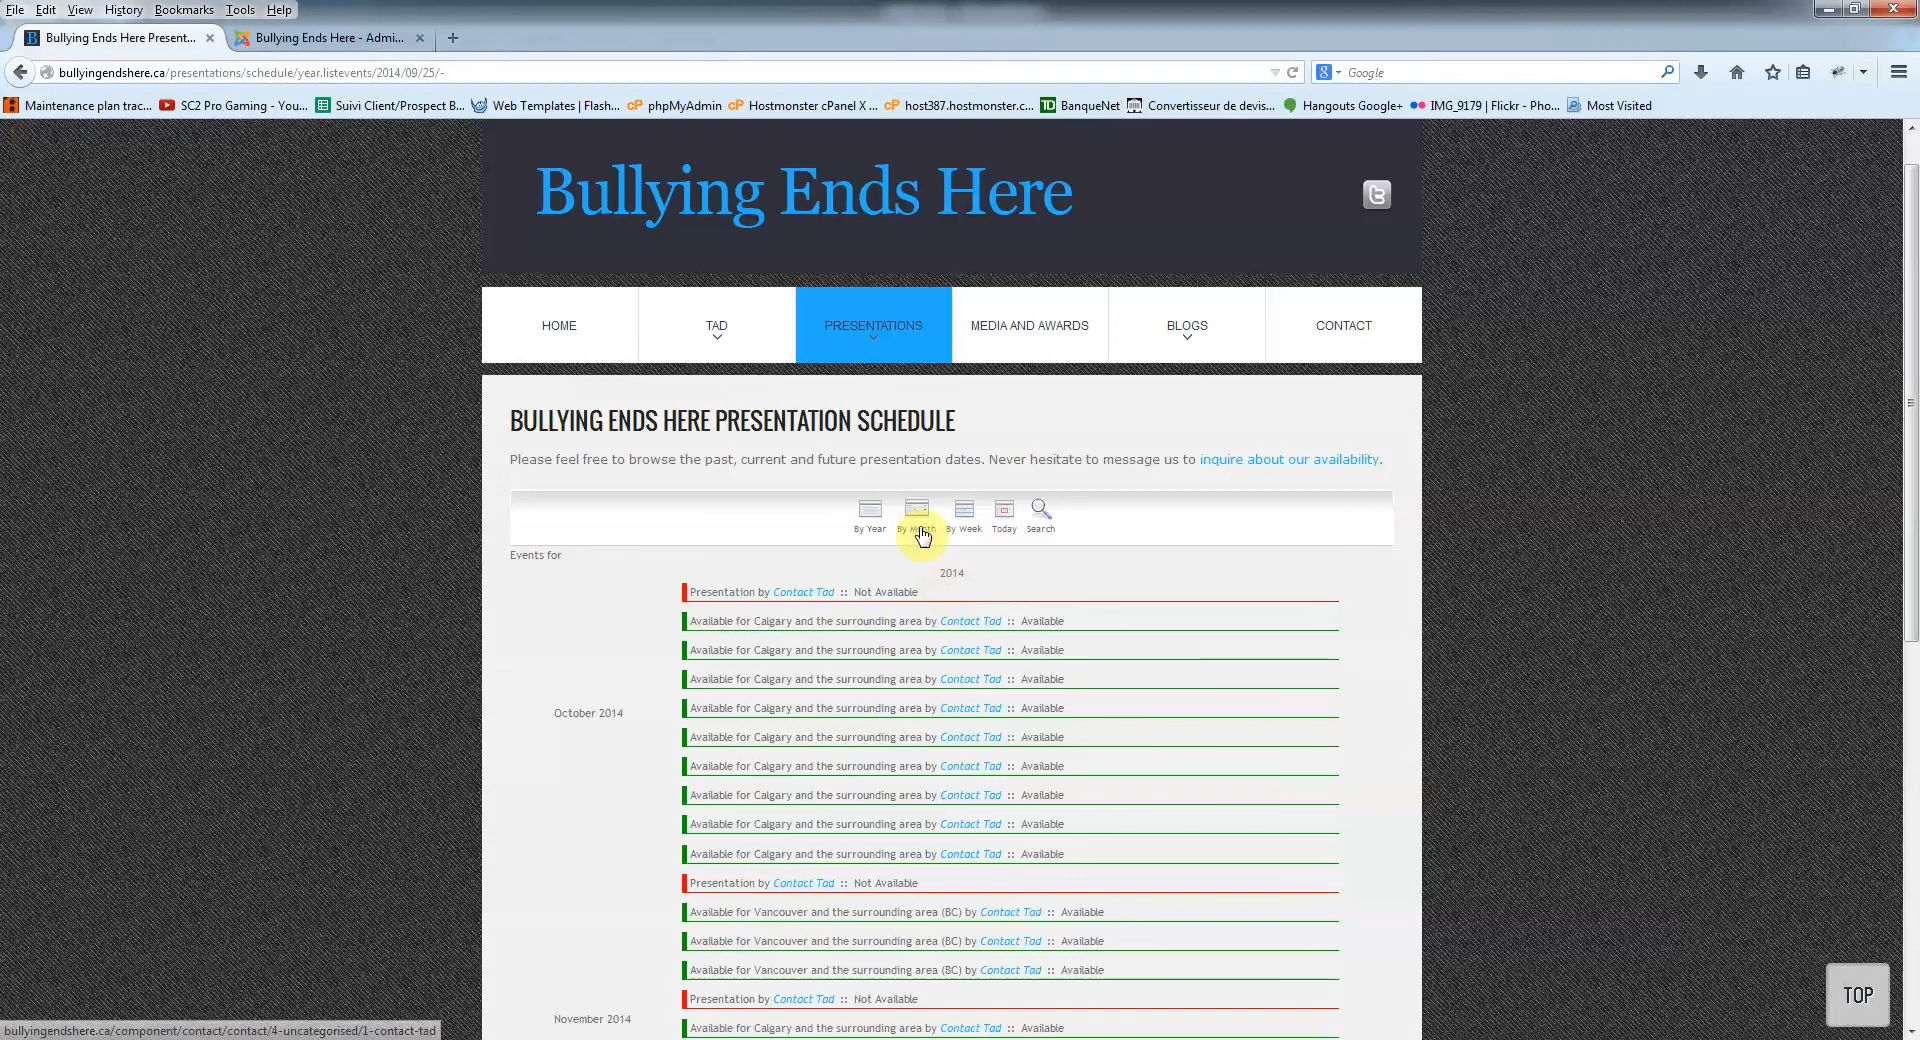 File Edit View History Bookmarks Tools Help
Bullying Ends Here Present... Bullying Ends Here - Admi...
bullyingendshere.ca/presentations/schedule/year.listevents/2014/09/25/- Google
Maintenance plan trac... SC2 Pro Gaming - You... Suivi Client/Prospect B... Web Templates | Flash... phpMyAdmin Hostmonster cPanel X ... host387.hostmonster.c... BanqueNet Convertisseur de devis... Hangouts Google+ IMG_9179 | Flickr - Pho... Most Visited
Bullying Ends Here
HOME TAD PRESENTATIONS MEDIA AND AWARDS BLOGS CONTACT
BULLYING ENDS HERE PRESENTATION SCHEDULE
Please feel free to browse the past, current and future presentation dates. Never hesitate to message us to inquire about our availability.
By Year By Month By Week Today Search
Events for
2014
Presentation by Contact Tad :: Not Available
Available for Calgary and the surrounding area by Contact Tad :: Available
Available for Calgary and the surrounding area by Contact Tad :: Available
Available for Calgary and the surrounding area by Contact Tad :: Available
Available for Calgary and the surrounding area by Contact Tad :: Available
October 2014
Available for Calgary and the surrounding area by Contact Tad :: Available
Available for Calgary and the surrounding area by Contact Tad :: Available
Available for Calgary and the surrounding area by Contact Tad :: Available
Available for Calgary and the surrounding area by Contact Tad :: Available
Available for Calgary and the surrounding area by Contact Tad :: Available
Presentation by Contact Tad :: Not Available
Available for Vancouver and the surrounding area (BC) by Contact Tad :: Available
Available for Vancouver and the surrounding area (BC) by Contact Tad :: Available
Available for Vancouver and the surrounding area (BC) by Contact Tad :: Available
Presentation by Contact Tad :: Not Available
TOP
November 2014
Available for Calgary and the surrounding area by Contact Tad :: Available
bullyingendshere.ca/component/contact/contact/4-uncategorised/1-contact-tad